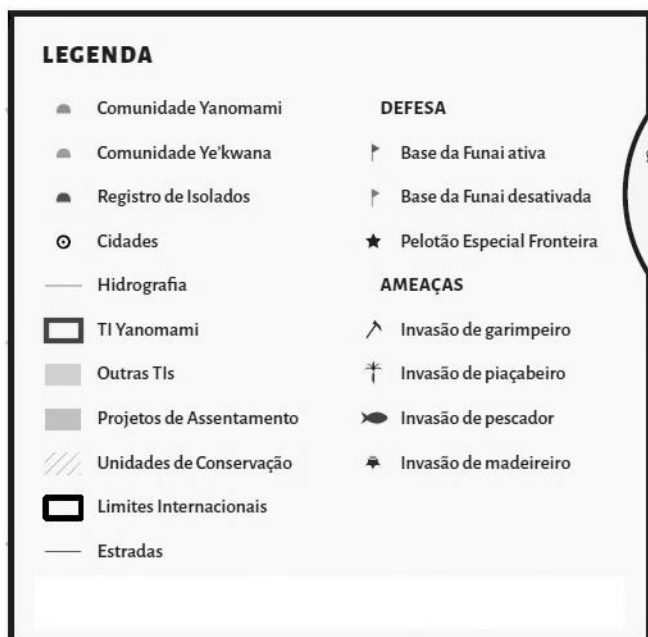 LEGENDA
Comunidade Yanomami
Comunidade Ye'kwana
Registro de Isolados
Cidades
Hidrografia
TI Yanomami
Outras TIs
Projetos de Assentamento
Unidades de Conservação
Limites Internacionais
Estradas
DEFESA
Base da Funai ativa
Base da Funai desativada
Pelotão Especial Fronteira
AMEAÇAS
Invasão de garimpeiro
Invasão de piaçabeiro
Invasão de pescador
Invasão de madeireiro